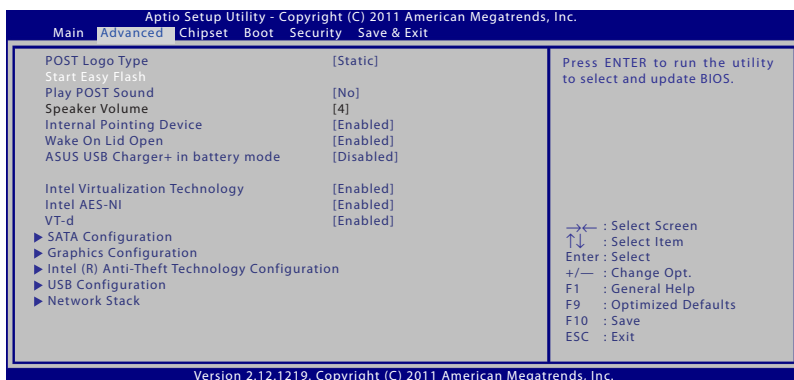 Aptio Setup Utility - Copyright (C) 2011 American Megatrends, Inc.
Main Advanced Chipset Boot Security Save & Exit
POST Logo Type [Static]
Start Easy Flash
Play POST Sound [No]
Speaker Volume [4]
Internal Pointing Device [Enabled]
Wake On Lid Open [Enabled]
ASUS USB Charger+ in battery mode [Disabled]
Intel Virtualization Technology [Enabled]
Intel AES-NI [Enabled]
VT-d [Enabled]
▶ SATA Configuration
▶ Graphics Configuration
▶ Intel (R) Anti-Theft Technology Configuration
▶ USB Configuration
▶ Network Stack
Press ENTER to run the utility
to select and update BIOS.
→← : Select Screen
↑↓ : Select Item
Enter : Select
+/— : Change Opt.
F1 : General Help
F9 : Optimized Defaults
F10 : Save
ESC : Exit
Version 2.12.1219. Copyright (C) 2011 American Megatrends, Inc.